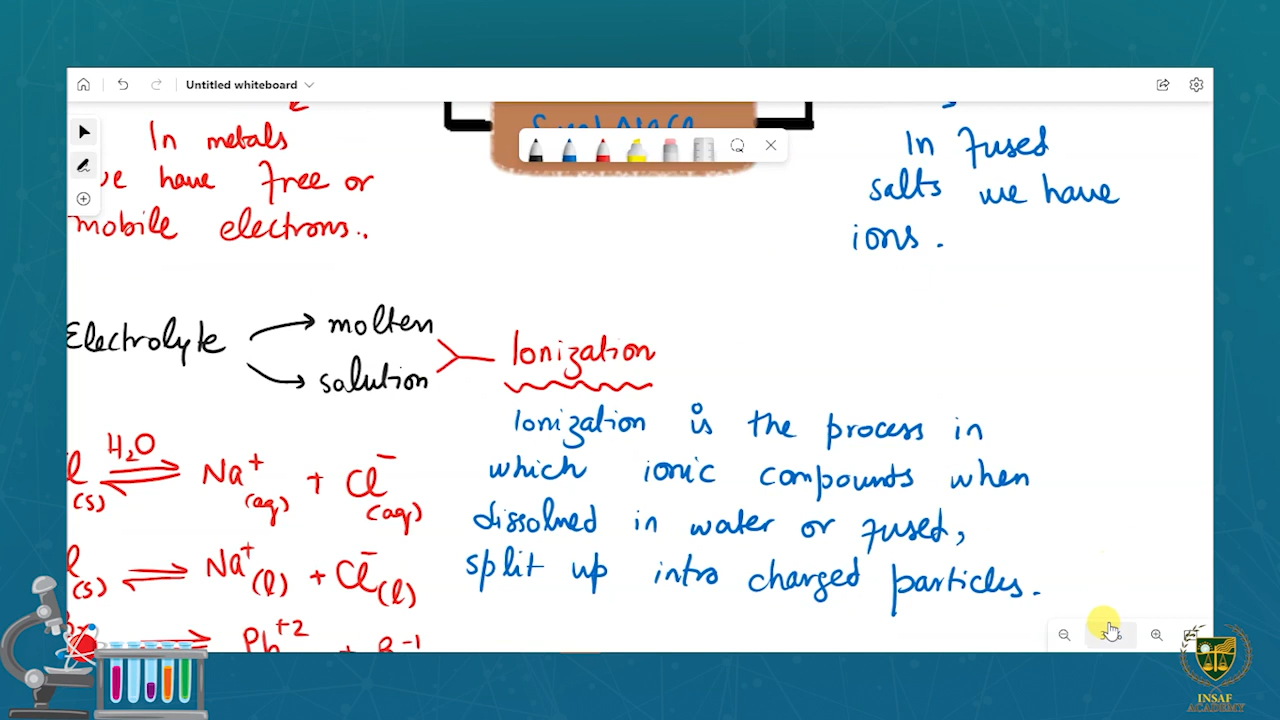 Untitled whiteboard
In metals
we have free or
mobile electrons.
In fused
salts we have
ions.
Electrolyte → molten
→ solution
Ionization
Ionization is the process in
which ionic compounds when
dissolved in water or fused,
split up into charged particles.
H₂O
l(s) ⇌ Na⁺(aq) + Cl⁻(aq)
l(s) ⇌ Na⁺(l) + Cl⁻(l)
Pb⁺² + B⁻¹
INSAF
ACADEMY